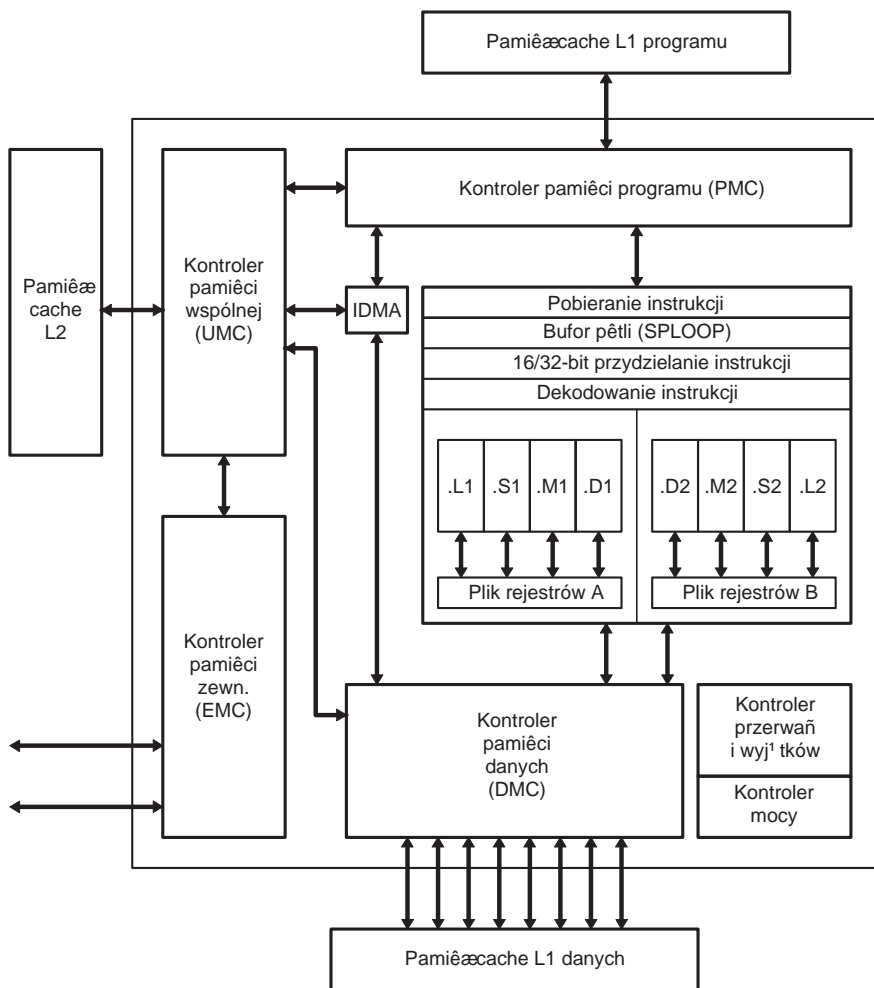 Pamiêæcache L1 programu
Kontroler pamiêci programu (PMC)
Pamiêæ
cache
L2
Kontroler
pamiêci
wspólnej
(UMC)
IDMA
Pobieranie instrukcji
Bufor pêtli (SPLOOP)
16/32-bit przydzielanie instrukcji
Dekodowanie instrukcji
.L1 .S1 .M1 .D1 .D2 .M2 .S2 .L2
Plik rejestrów A Plik rejestrów B
Kontroler
pamiêci
zewn.
(EMC)
Kontroler
pamiêci
danych
(DMC)
Kontroler
przerwañ
i wyj¹ tków
Kontroler
mocy
Pamiêæcache L1 danych